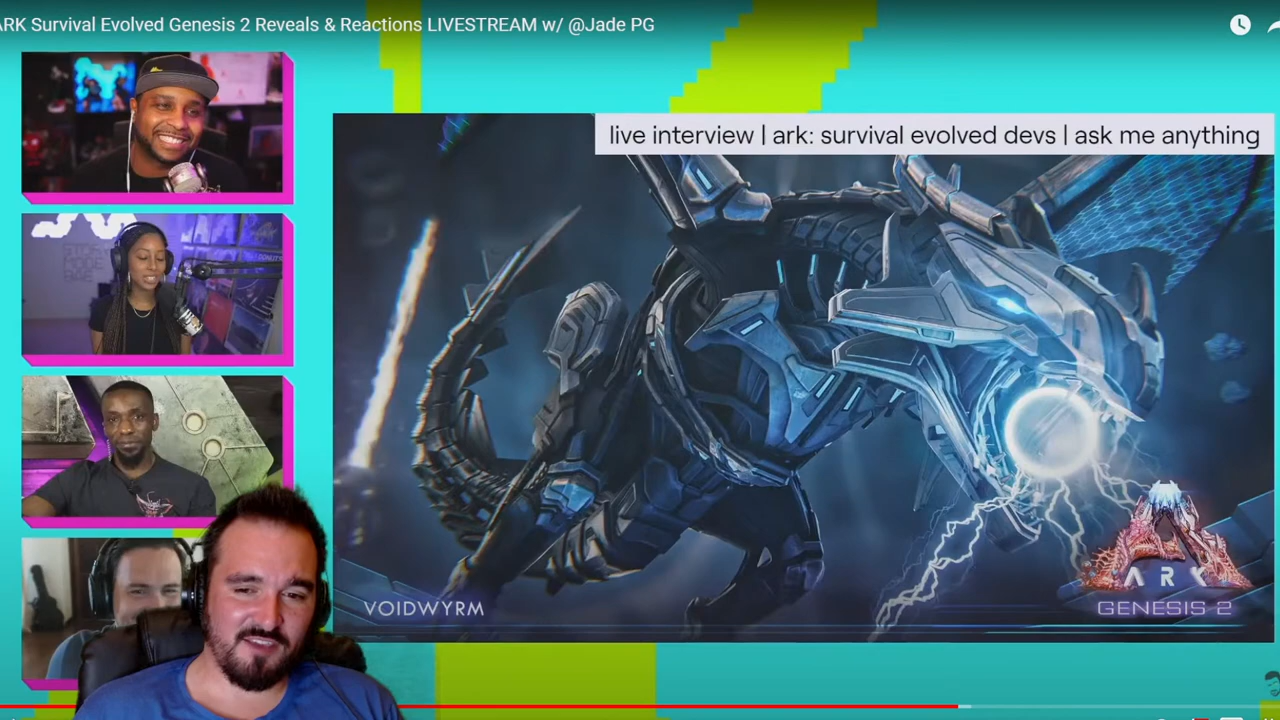 ARK Survival Evolved Genesis 2 Reveals & Reactions LIVESTREAM w/ @Jade PG
live interview | ark: survival evolved devs | ask me anything
VOIDWYRM
ARK
GENESIS 2